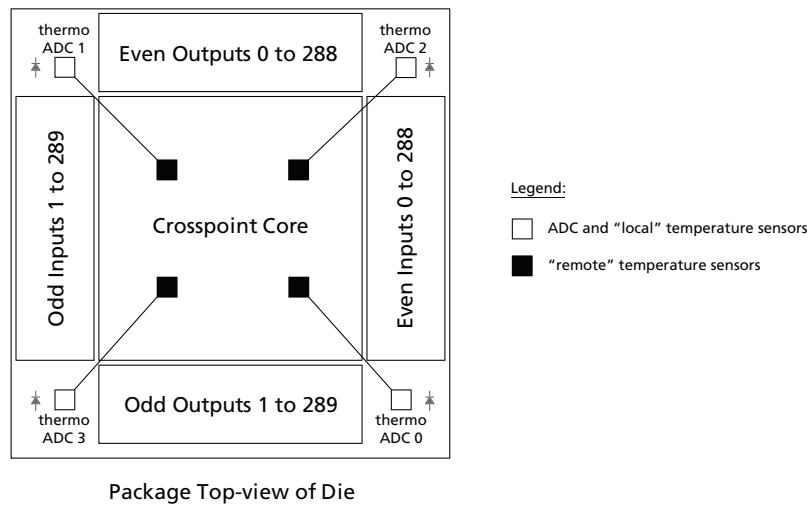 thermo
ADC 1
Even Outputs 0 to 288
thermo
ADC 2
Odd Inputs 1 to 289
Crosspoint Core
Even Inputs 0 to 288
Legend:
ADC and “local” temperature sensors
“remote” temperature sensors
thermo
ADC 3
Odd Outputs 1 to 289
thermo
ADC 0
Package Top-view of Die